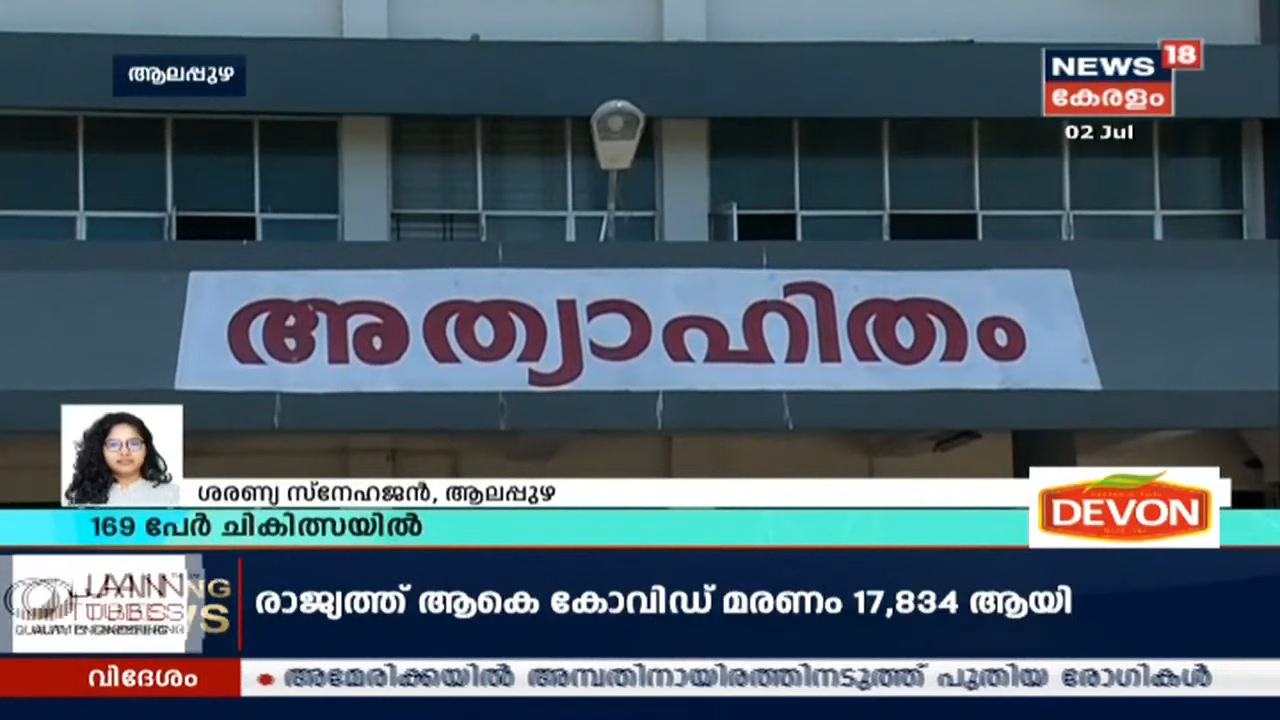 ആലപ്പുഴ
NEWS 18
കേരളം
02 Jul
അത്യാഹിതം
ശരണ്യ സ്നേഹജൻ, ആലപ്പുഴ
169 പേർ ചികിത്സയിൽ
DEVON
രാജ്യത്ത് ആകെ കോവിഡ് മരണം 17,834 ആയി
വിദേശം
അമേരിക്കയിൽ അമ്പതിനായിരത്തിനടുത്ത് പുതിയ രോഗികൾ